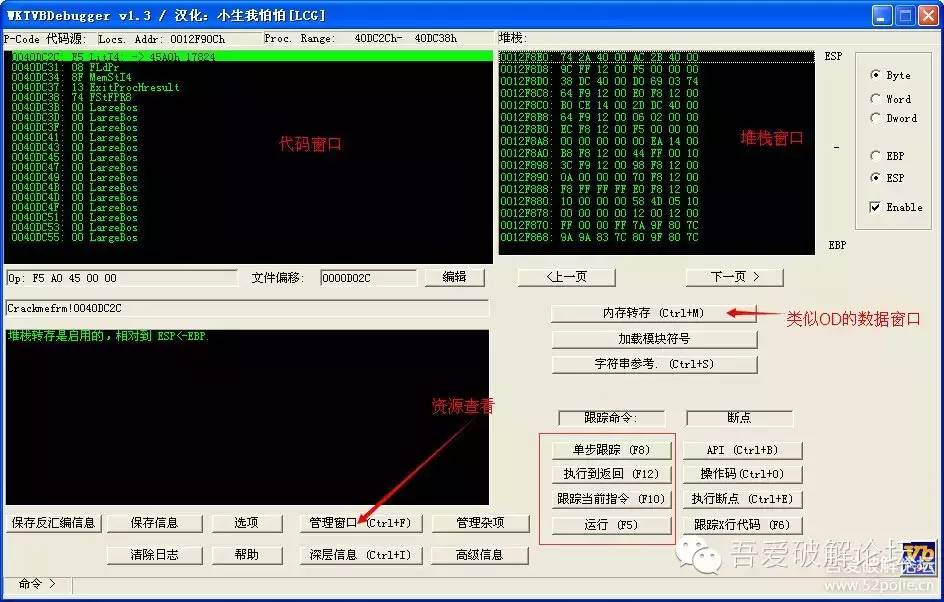 WKTVBDebugger v1.3 / 汉化：小生我怕怕[LCG]
P-Code 代码源: Locs. Addr: 0012F90Ch Proc. Range: 40DC2Ch- 40DC38h 堆栈:
0040DC2C: F5 LitI4 -> 45A0h 17824
0040DC31: 08 FLdPr
0040DC34: 8F MemStI4
0040DC37: 13 ExitProcHresult
0040DC38: 74 FStFPR8
0040DC3B: 00 LargeBos
0040DC3D: 00 LargeBos
0040DC3F: 00 LargeBos
0040DC41: 00 LargeBos
0040DC43: 00 LargeBos
0040DC45: 00 LargeBos
0040DC47: 00 LargeBos
0040DC49: 00 LargeBos
0040DC4B: 00 LargeBos
0040DC4D: 00 LargeBos
0040DC4F: 00 LargeBos
0040DC51: 00 LargeBos
0040DC53: 00 LargeBos
0040DC55: 00 LargeBos
代码窗口
0012F8E0: 74 2A 40 00 AC 2B 40 00
0012F8D8: 9C FF 12 00 F5 00 00 00
0012F8D0: 38 DC 40 00 D0 69 03 74
0012F8C8: 64 F9 12 00 E0 F8 12 00
0012F8C0: B0 CE 14 00 2D DC 40 00
0012F8B8: 64 F9 12 00 06 02 00 00
0012F8B0: EC F8 12 00 F5 00 00 00
0012F8A8: 00 00 00 00 00 EA 14 00
0012F8A0: B8 F8 12 00 44 FF 00 10
0012F898: 3C F9 12 00 98 F8 12 00
0012F890: 0A 00 00 00 70 F8 12 00
0012F888: F8 FF FF FF E0 F8 12 00
0012F880: 10 00 00 00 58 4D 05 10
0012F878: 00 00 00 00 12 00 12 00
0012F870: FF 00 00 FF 7A 9F 80 7C
0012F868: 9A 9A 83 7C 80 9F 80 7C
堆栈窗口
ESP
-
EBP
Byte
Word
Dword
EBP
ESP
Enable
Op: F5 A0 45 00 00 文件偏移: 0000D02C 编辑
<上一页 下一页 >
Crackmefrm!0040DC2C
堆栈转存是启用的,相对到 ESP<-EBP.
内存转存 (Ctrl+M)
类似OD的数据窗口
加载模块符号
字符串参考. (Ctrl+S)
资源查看
跟踪命令: 断点
单步跟踪 (F8) API (Ctrl+B)
执行到返回 (F12) 操作码(Ctrl+O)
跟踪当前指令 (F10) 执行断点 (Ctrl+E)
运行 (F5) 跟踪X行代码 (F6)
保存反汇编信息 保存信息 选项 管理窗口(Ctrl+F) 管理杂项
清除日志 帮助 深层信息 (Ctrl+I) 高级信息
吾爱破解论坛
吾爱破解论坛
www.52pojie.cn
命令 >